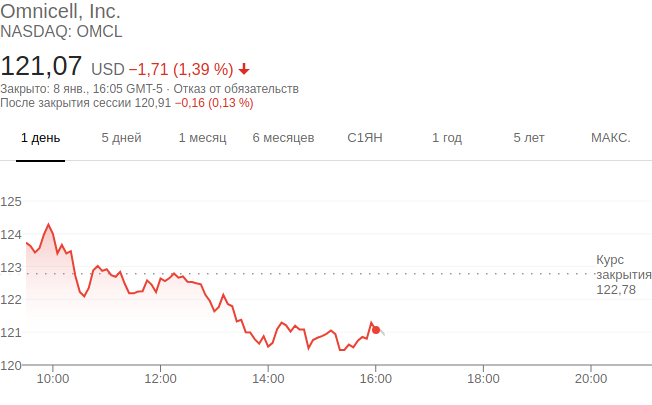 Omnicell, Inc.
NASDAQ: OMCL
121,07 USD −1,71 (1,39 %)
Закрыто: 8 янв., 16:05 GMT-5 · Отказ от обязательств
После закрытия сессии 120,91 −0,16 (0,13 %)
1 день 5 дней 1 месяц 6 месяцев С1ЯН 1 год 5 лет МАКС.
125
124
123
122
121
120
Курс
закрытия
122,78
10:00 12:00 14:00 16:00 18:00 20:00